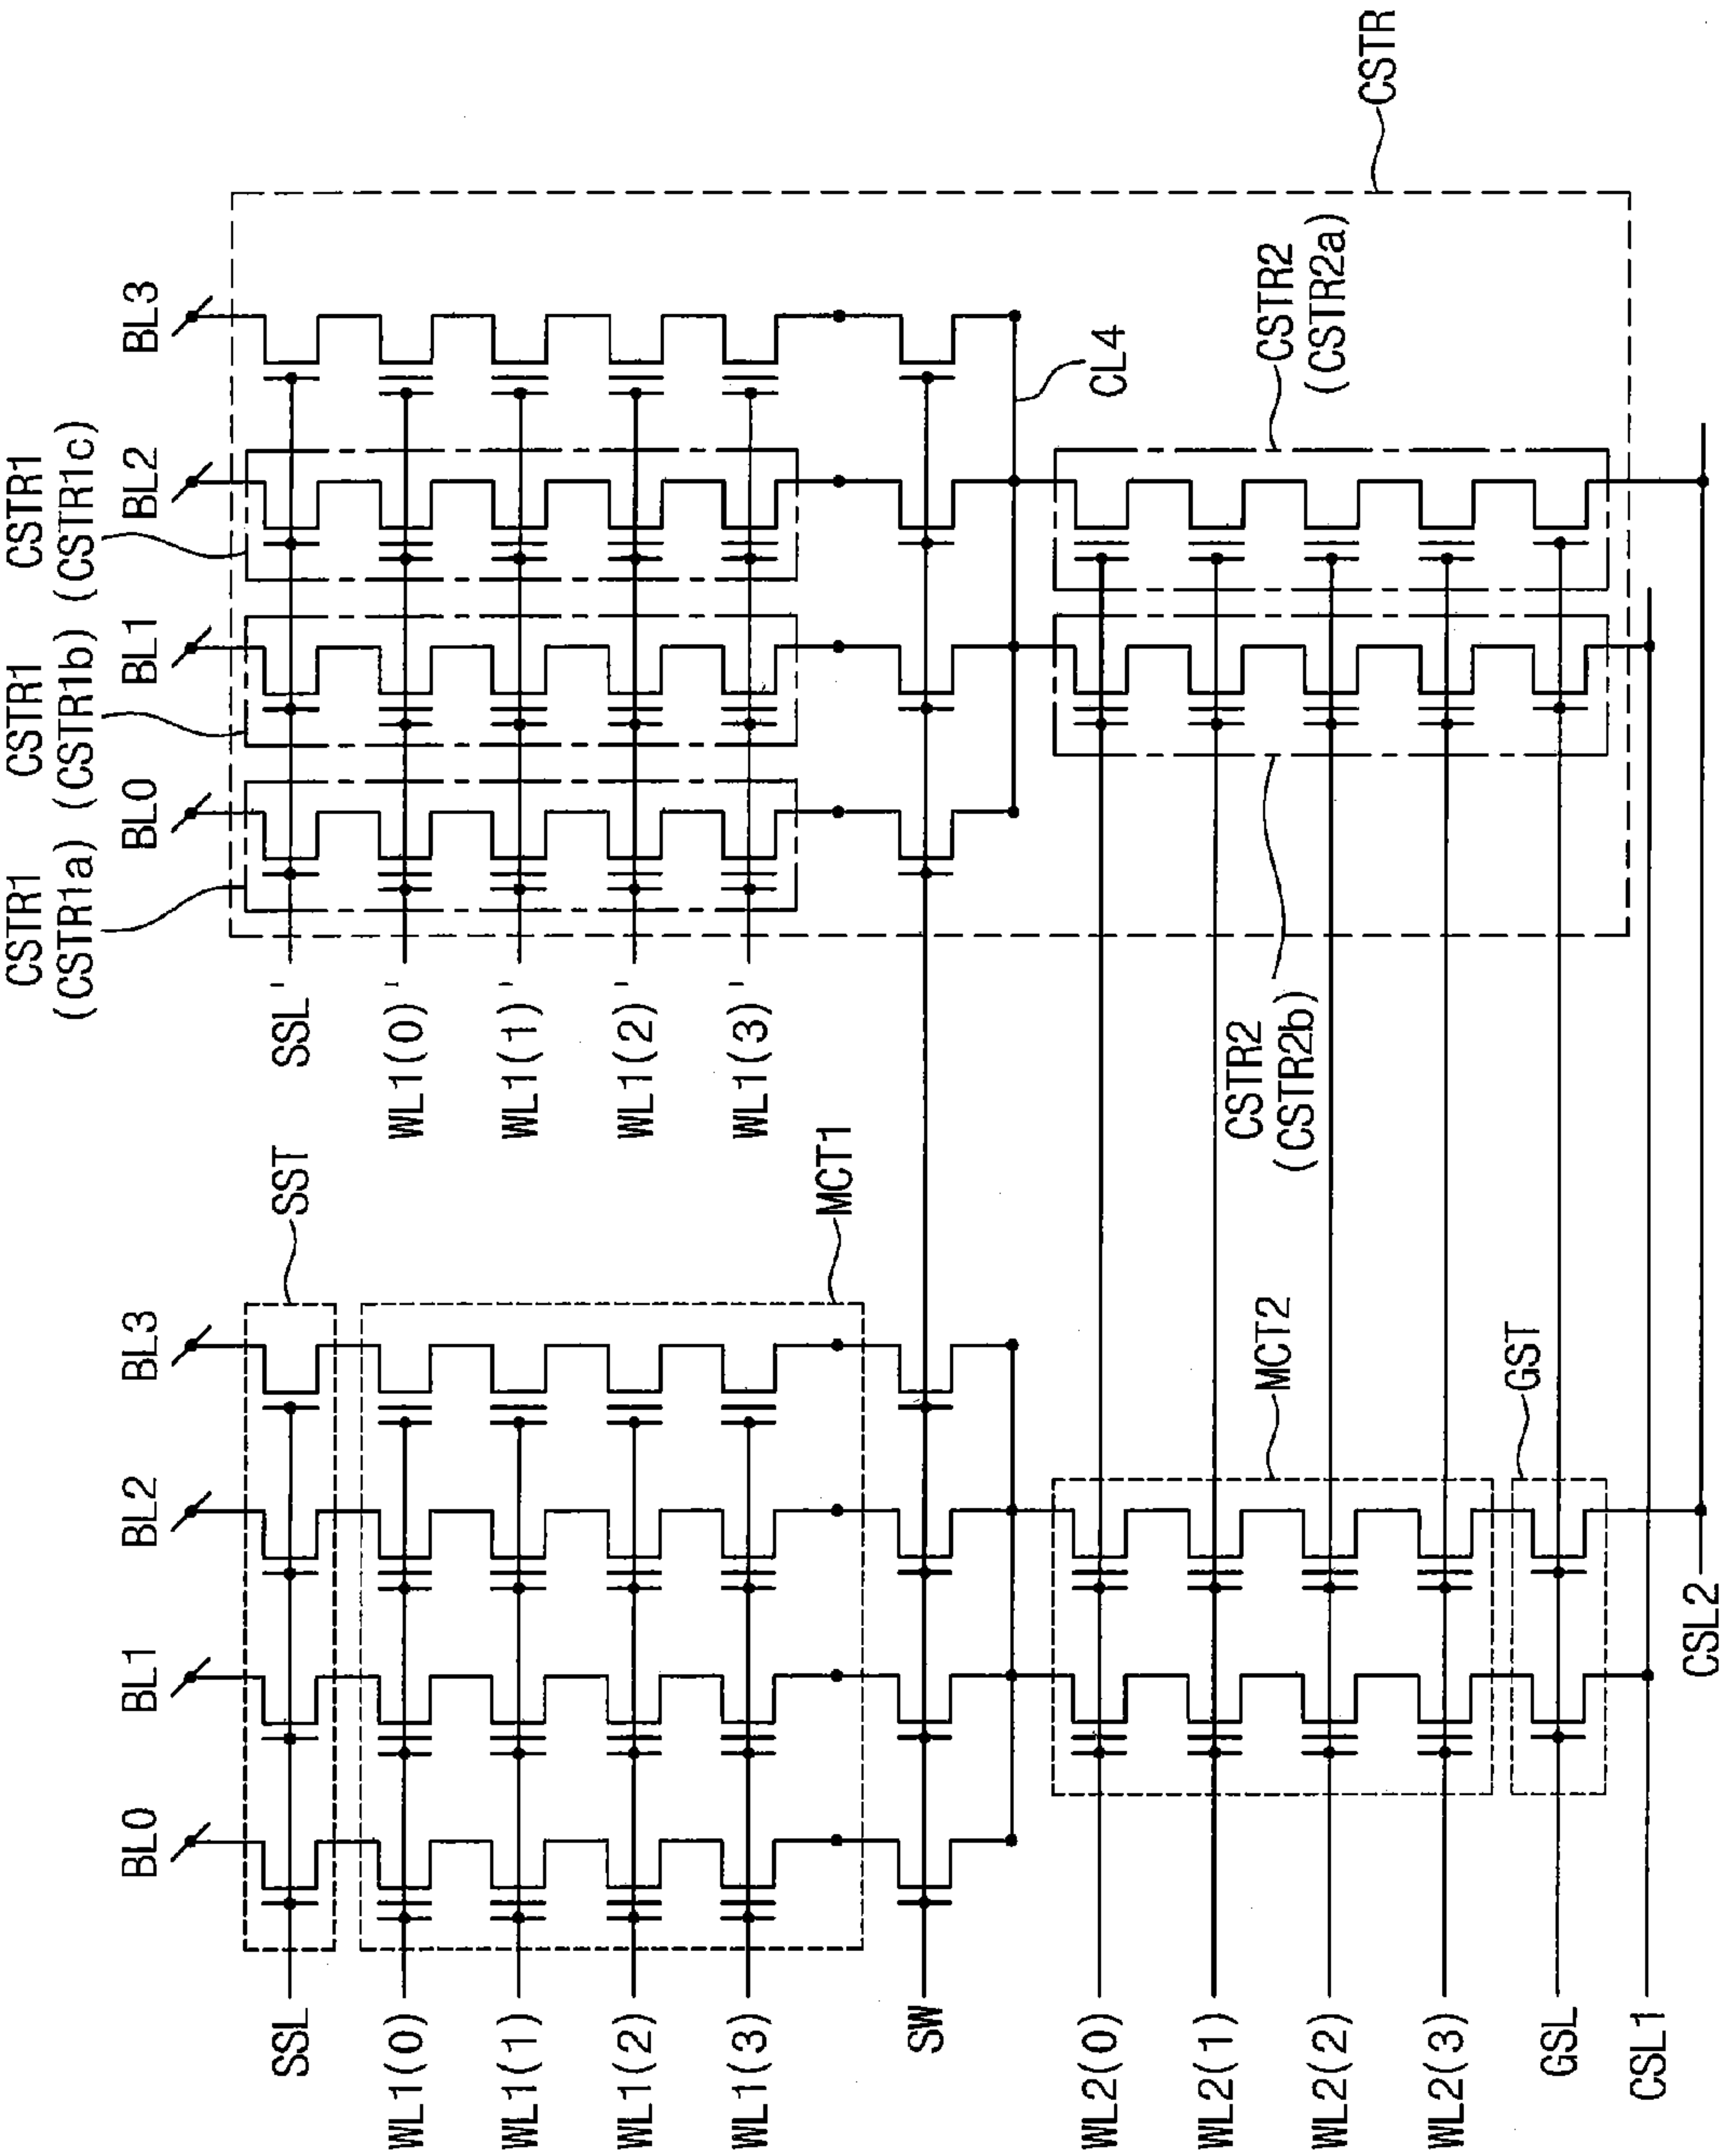 CSTR1
(CSTR1a)
CSTR1
(CSTR1b)
CSTR1
(CSTR1c)
BL0
BL1
BL2
BL3
BL0
BL1
BL2
BL3
SST
SSL
SSL'
WL1(0)
WL1(0)'
WL1(1)
WL1(1)'
WL1(2)
WL1(2)'
WL1(3)
WL1(3)'
MCT1
SW
CL4
CSTR
WL2(0)
WL2(1)
WL2(2)
WL2(3)
MCT2
CSTR2
(CSTR2b)
CSTR2
(CSTR2a)
GST
GSL
CSL1
CSL2